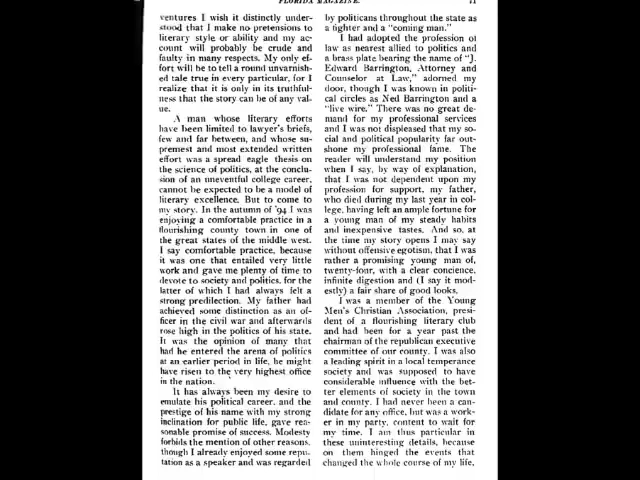 FLORIDA MAGAZINE.
11
ventures I wish it distinctly under-
stood that I make no pretensions to
literary style or ability and my ac-
count will probably be crude and
faulty in many respects. My only ef-
fort will be to tell a round unvarnish-
ed tale true in every particular, for I
realize that it is only in its truthful-
ness that the story can be of any val-
ue.
A man whose literary efforts
have been limited to lawyer's briefs,
few and far between, and whose su-
premest and most extended written
effort was a spread eagle thesis on
the science of politics, at the conclu-
sion of an uneventful college career,
cannot be expected to be a model of
literary excellence. But to come to
my story. In the autumn of '94 I was
enjoying a comfortable practice in a
flourishing county town in one of
the great states of the middle west.
I say comfortable practice, because
it was one that entailed very little
work and gave me plenty of time to
devote to society and politics, for the
latter of which I had always felt a
strong predilection. My father had
achieved some distinction as an of-
ficer in the civil war and afterwards
rose high in the politics of his state.
It was the opinion of many that
had he entered the arena of politics
at an earlier period in life, he might
have risen to the very highest office
in the nation.
It has always been my desire to
emulate his political career, and the
prestige of his name with my strong
inclination for public life, gave rea-
sonable promise of success. Modesty
forbids the mention of other reasons,
though I already enjoyed some repu-
tation as a speaker and was regarded
by politicians throughout the state as
a fighter and a "coming man."
I had adopted the profession of
law as nearest allied to politics and
a brass plate bearing the name of "J.
Edward Barrington, Attorney and
Counselor at Law," adorned my
door, though I was known in politi-
cal circles as Ned Barrington and a
"live wire." There was no great de-
mand for my professional services
and I was not displeased that my so-
cial and political popularity far out-
shone my professional fame. The
reader will understand my position
when I say, by way of explanation,
that I was not dependent upon my
profession for support, my father,
who died during my last year in col-
lege, having left an ample fortune for
a young man of my steady habits
and inexpensive tastes. And so, at
the time my story opens I may say
without offensive egotism, that I was
rather a promising young man of,
twenty-four, with a clear concience,
infinite digestion and (I say it mod-
estly) a fair share of good looks.
I was a member of the Young
Men's Christian Association, presi-
dent of a flourishing literary club
and had been for a year past the
chairman of the republican executive
committee of our county. I was also
a leading spirit in a local temperance
society and was supposed to have
considerable influence with the bet-
ter elements of society in the town
and county. I had never been a can-
didate for any office, but was a work-
er in my party, content to wait for
my time. I am thus particular in
these uninteresting details, because
on them hinged the events that
changed the whole course of my life,